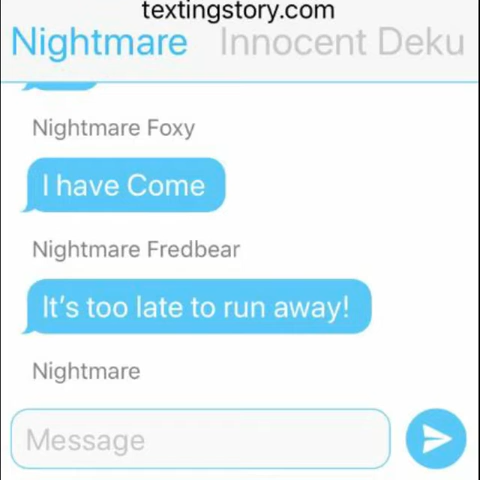 textingstory.com
Nightmare Innocent Deku
Nightmare Foxy
I have Come
Nightmare Fredbear
It's too late to run away!
Nightmare
Message